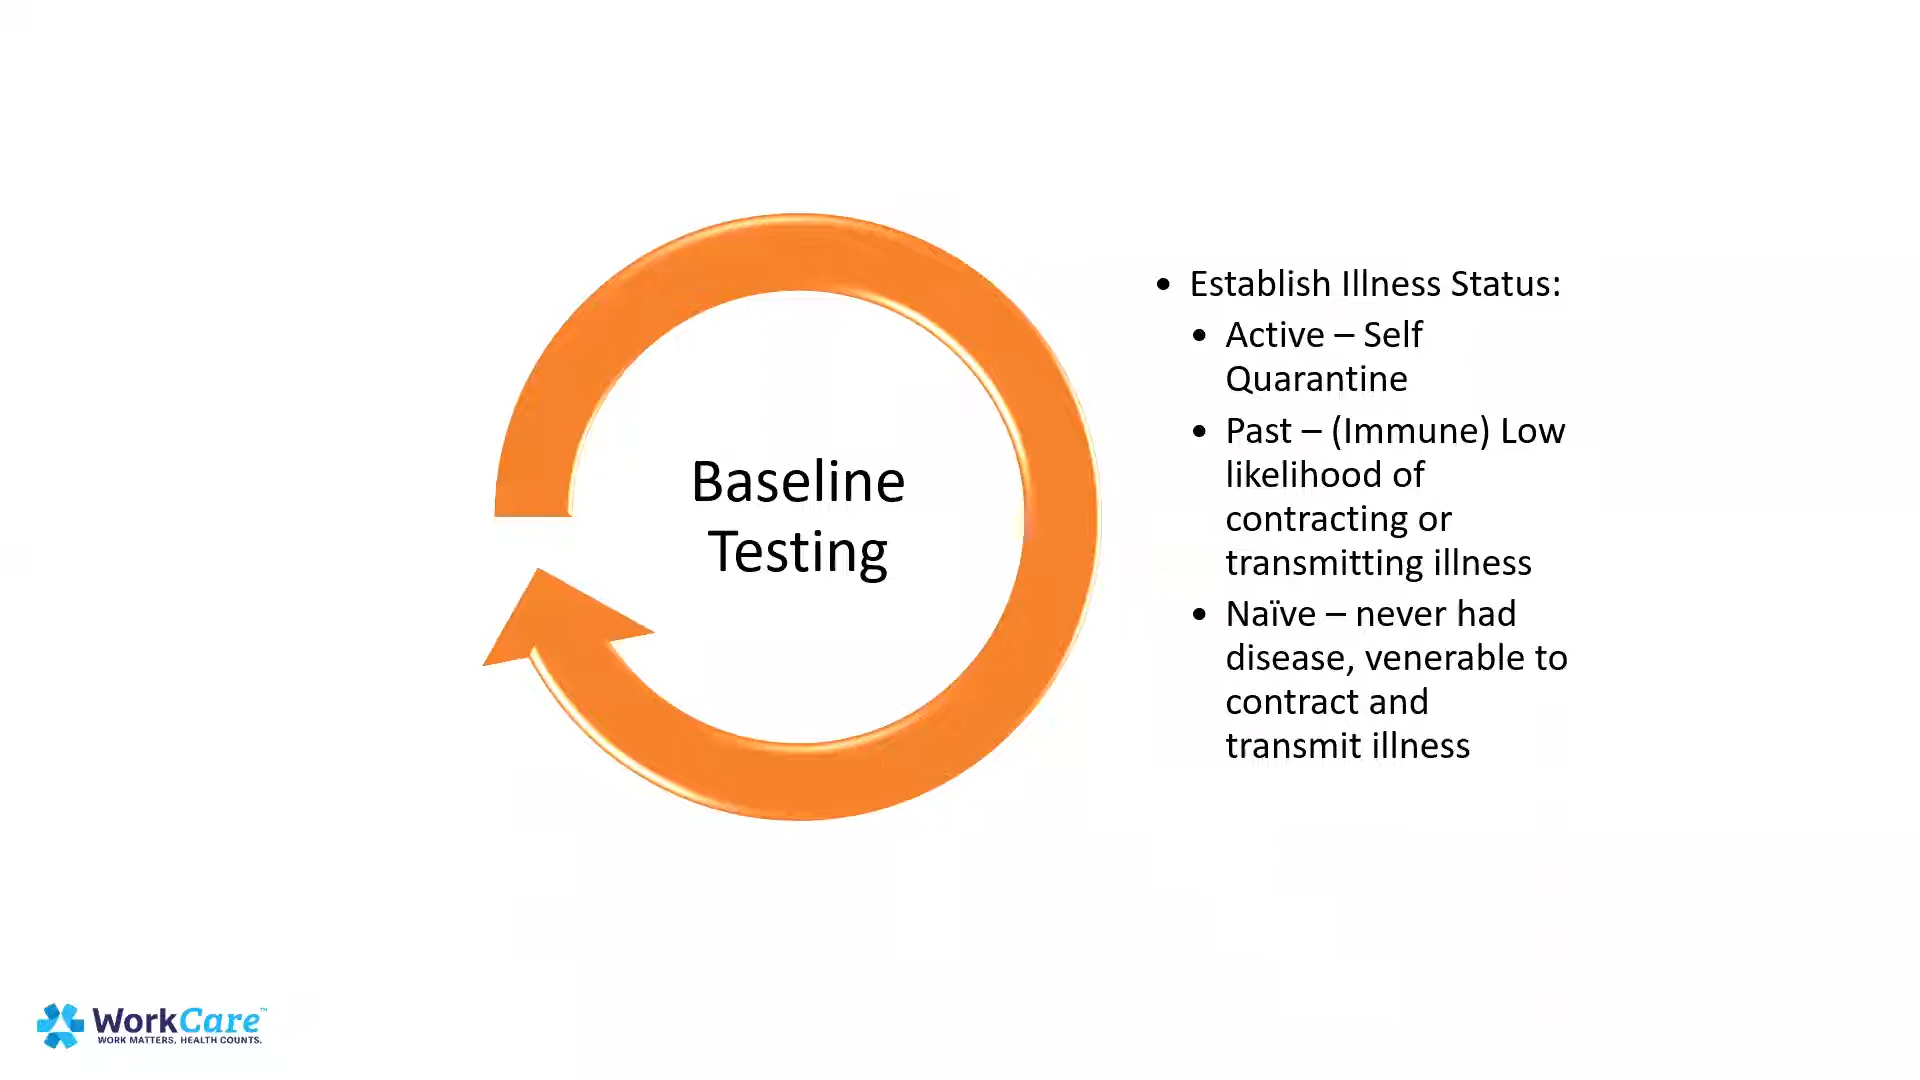 Baseline
Testing
• Establish Illness Status:
• Active – Self
Quarantine
• Past – (Immune) Low
likelihood of
contracting or
transmitting illness
• Naïve – never had
disease, venerable to
contract and
transmit illness
WorkCare™
WORK MATTERS. HEALTH COUNTS.